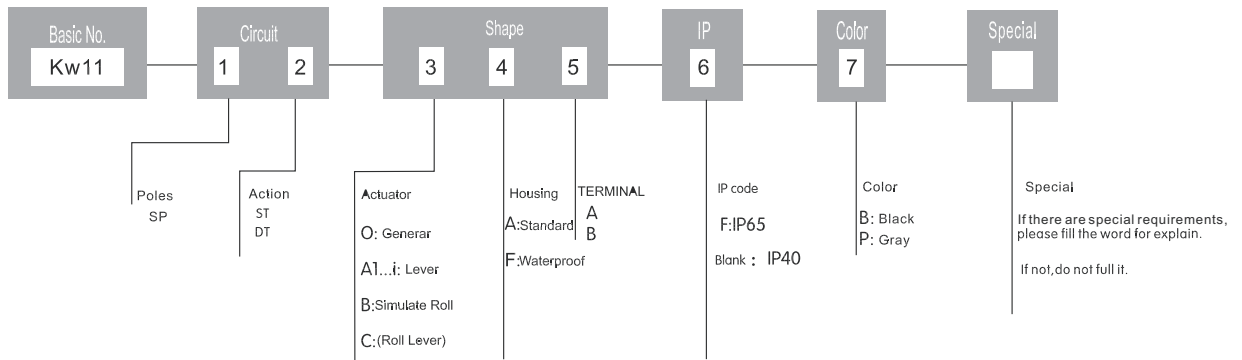 Basic No.
Kw11
Circuit
1 2
Shape
3 4 5
IP
6
Color
7
Special
Poles
SP
Action
ST
DT
Actuator
O: Generar
A1...i: Lever
B:Simulate Roll
C:(Roll Lever)
Housing
A:Standard
F:Waterproof
TERMINAL
A
B
IP code
F:IP65
Blank : IP40
Color
B: Black
P: Gray
Special
If there are special requirements,
please fill the word for explain.
If not,do not full it.